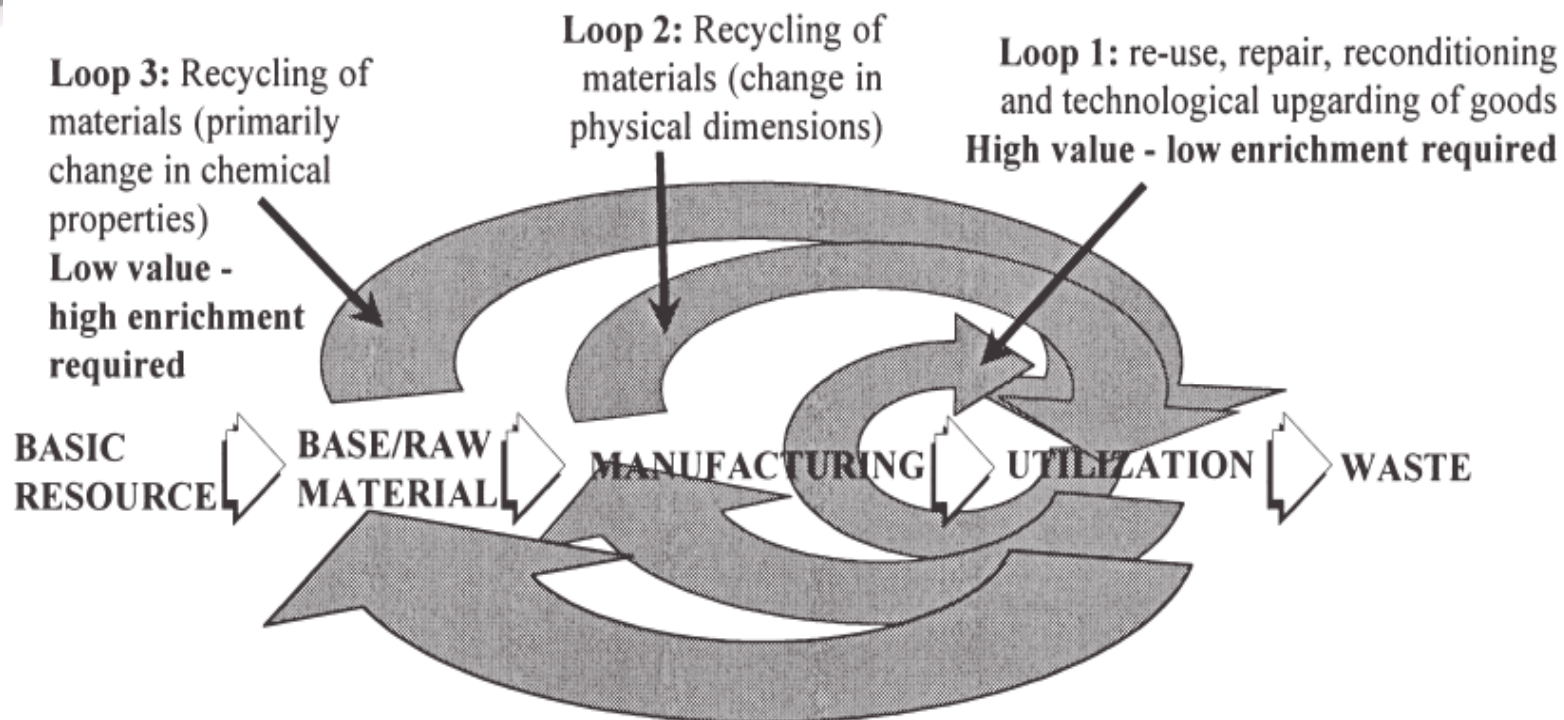 Loop 3: Recycling of
materials (primarily
change in chemical
properties)
Low value -
high enrichment
required
Loop 2: Recycling of
materials (change in
physical dimensions)
Loop 1: re-use, repair, reconditioning
and technological upgarding of goods
High value - low enrichment required
BASIC
RESOURCE
BASE/RAW
MATERIAL
MANUFACTURING
UTILIZATION
WASTE